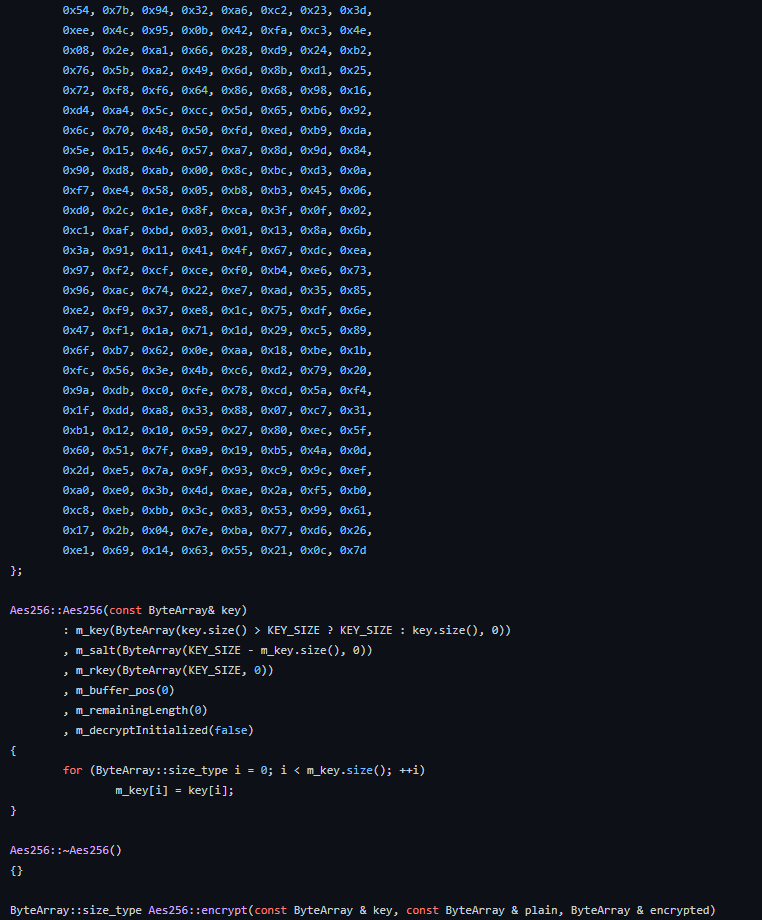 0x54, 0x7b, 0x94, 0x32, 0xa6, 0xc2, 0x23, 0x3d,
0xee, 0x4c, 0x95, 0x0b, 0x42, 0xfa, 0xc3, 0x4e,
0x08, 0x2e, 0xa1, 0x66, 0x28, 0xd9, 0x24, 0xb2,
0x76, 0x5b, 0xa2, 0x49, 0x6d, 0x8b, 0xd1, 0x25,
0x72, 0xf8, 0xf6, 0x64, 0x86, 0x68, 0x98, 0x16,
0xd4, 0xa4, 0x5c, 0xcc, 0x5d, 0x65, 0xb6, 0x92,
0x6c, 0x70, 0x48, 0x50, 0xfd, 0xed, 0xb9, 0xda,
0x5e, 0x15, 0x46, 0x57, 0xa7, 0x8d, 0x9d, 0x84,
0x90, 0xd8, 0xab, 0x00, 0x8c, 0xbc, 0xd3, 0x0a,
0xf7, 0xe4, 0x58, 0x05, 0xb8, 0xb3, 0x45, 0x06,
0xd0, 0x2c, 0x1e, 0x8f, 0xca, 0x3f, 0x0f, 0x02,
0xc1, 0xaf, 0xbd, 0x03, 0x01, 0x13, 0x8a, 0x6b,
0x3a, 0x91, 0x11, 0x41, 0x4f, 0x67, 0xdc, 0xea,
0x97, 0xf2, 0xcf, 0xce, 0xf0, 0xb4, 0xe6, 0x73,
0x96, 0xac, 0x74, 0x22, 0xe7, 0xad, 0x35, 0x85,
0xe2, 0xf9, 0x37, 0xe8, 0x1c, 0x75, 0xdf, 0x6e,
0x47, 0xf1, 0x1a, 0x71, 0x1d, 0x29, 0xc5, 0x89,
0x6f, 0xb7, 0x62, 0x0e, 0xaa, 0x18, 0xbe, 0x1b,
0xfc, 0x56, 0x3e, 0x4b, 0xc6, 0xd2, 0x79, 0x20,
0x9a, 0xdb, 0xc0, 0xfe, 0x78, 0xcd, 0x5a, 0xf4,
0x1f, 0xdd, 0xa8, 0x33, 0x88, 0x07, 0xc7, 0x31,
0xb1, 0x12, 0x10, 0x59, 0x27, 0x80, 0xec, 0x5f,
0x60, 0x51, 0x7f, 0xa9, 0x19, 0xb5, 0x4a, 0x0d,
0x2d, 0xe5, 0x7a, 0x9f, 0x93, 0xc9, 0x9c, 0xef,
0xa0, 0xe0, 0x3b, 0x4d, 0xae, 0x2a, 0xf5, 0xb0,
0xc8, 0xeb, 0xbb, 0x3c, 0x83, 0x53, 0x99, 0x61,
0x17, 0x2b, 0x04, 0x7e, 0xba, 0x77, 0xd6, 0x26,
0xe1, 0x69, 0x14, 0x63, 0x55, 0x21, 0x0c, 0x7d
};
Aes256::Aes256(const ByteArray& key)
: m_key(ByteArray(key.size() > KEY_SIZE ? KEY_SIZE : key.size(), 0))
, m_salt(ByteArray(KEY_SIZE - m_key.size(), 0))
, m_rkey(ByteArray(KEY_SIZE, 0))
, m_buffer_pos(0)
, m_remainingLength(0)
, m_decryptInitialized(false)
{
for (ByteArray::size_type i = 0; i < m_key.size(); ++i)
m_key[i] = key[i];
}
Aes256::~Aes256()
{}
ByteArray::size_type Aes256::encrypt(const ByteArray & key, const ByteArray & plain, ByteArray & encrypted)